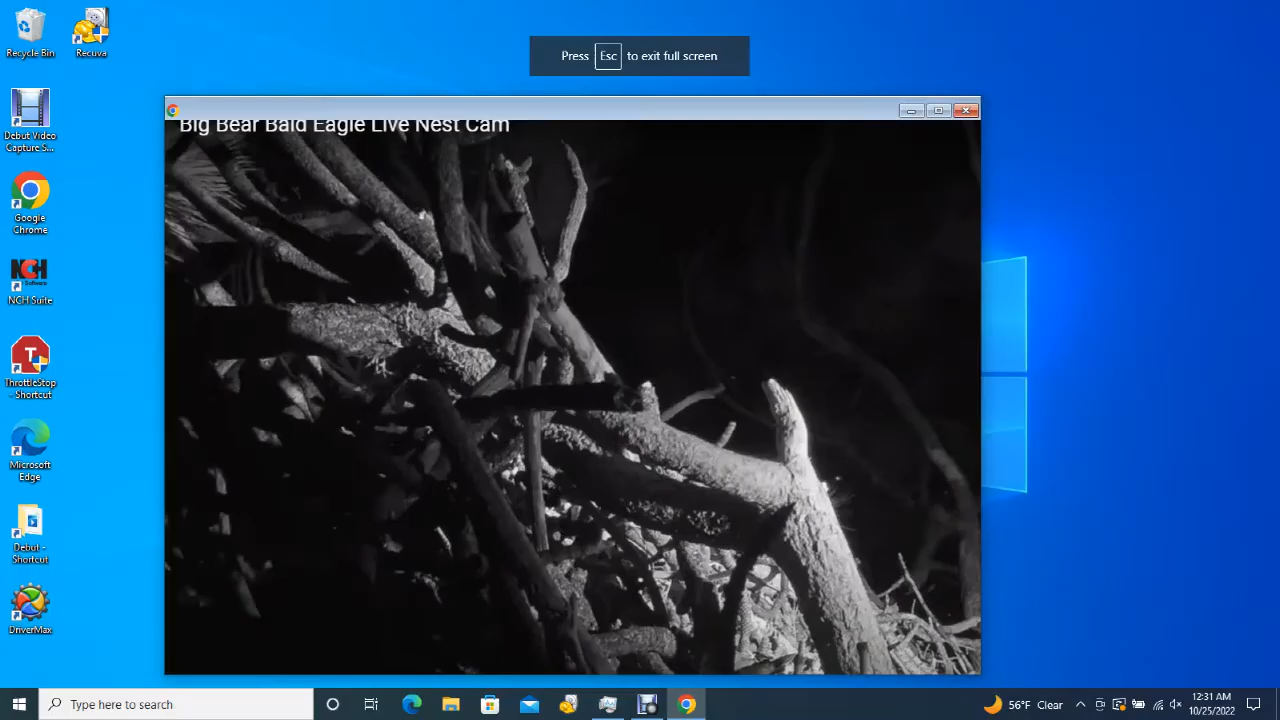 Recycle Bin
Recuva
Press Esc to exit full screen
Big Bear Bald Eagle Live Nest Cam
Debut Video
Capture S...
Google
Chrome
NCH
Software
NCH Suite
T
ThrottleStop
- Shortcut
Microsoft
Edge
Debut -
Shortcut
DriverMax
Type here to search
56°F Clear
12:31 AM
10/25/2022